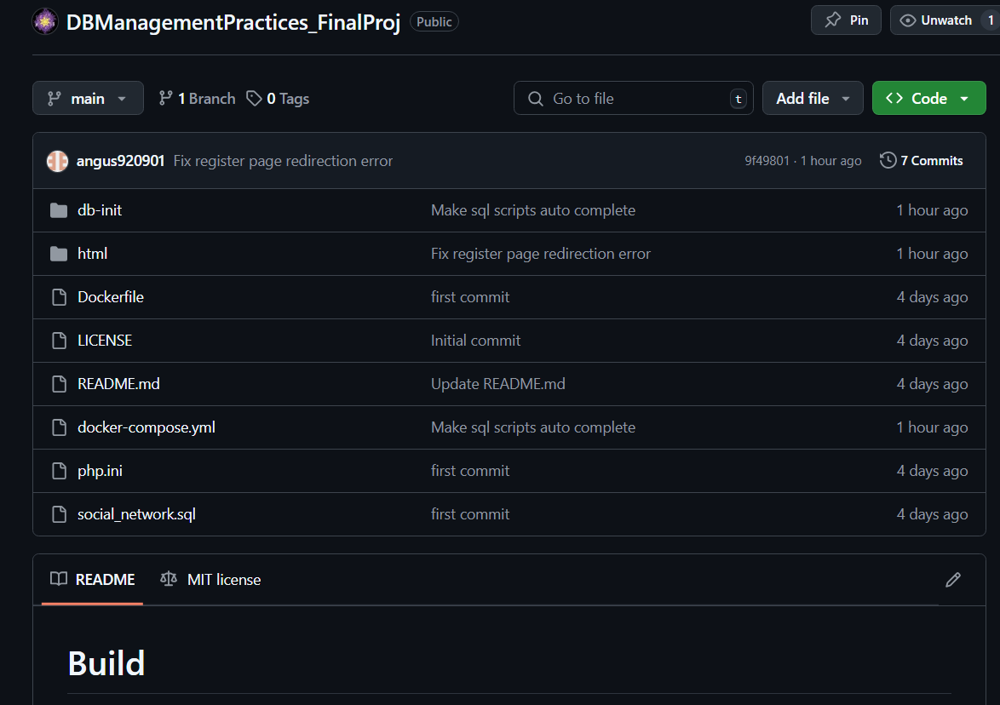 DBManagementPractices_FinalProj Public Pin Unwatch 1
main 1 Branch 0 Tags Go to file t Add file Code
angus920901 Fix register page redirection error 9f49801 · 1 hour ago 7 Commits
db-init Make sql scripts auto complete 1 hour ago
html Fix register page redirection error 1 hour ago
Dockerfile first commit 4 days ago
LICENSE Initial commit 4 days ago
README.md Update README.md 4 days ago
docker-compose.yml Make sql scripts auto complete 1 hour ago
php.ini first commit 4 days ago
social_network.sql first commit 4 days ago
README MIT license
Build